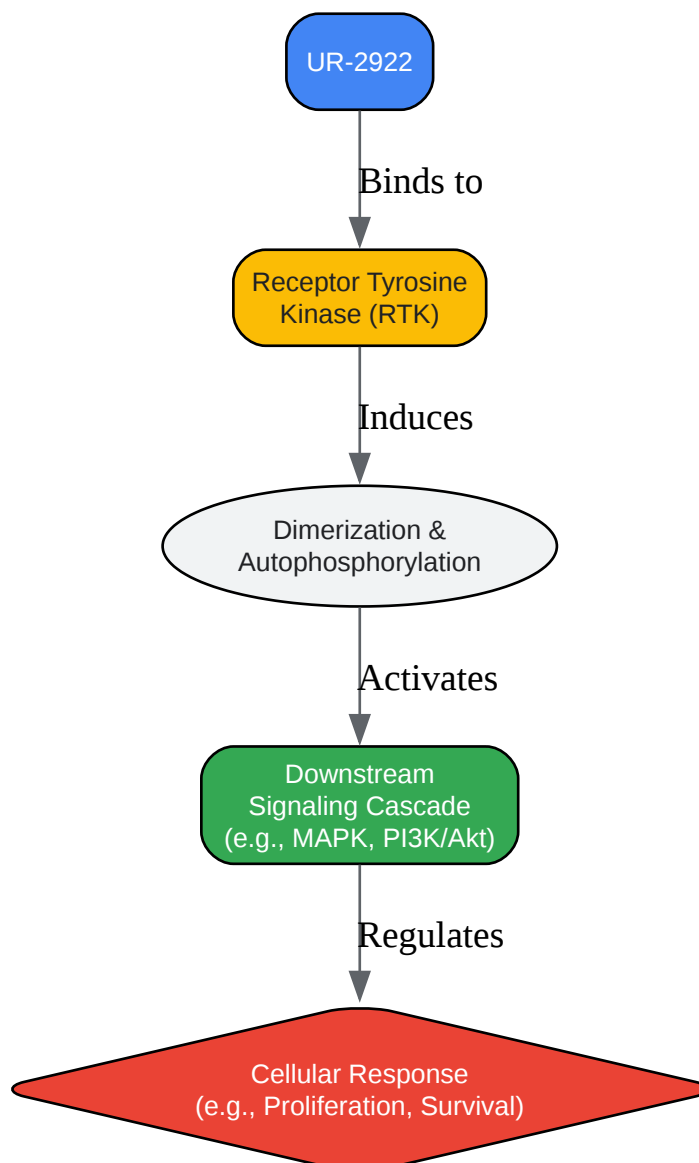 UR-2922
Binds to
Receptor Tyrosine
Kinase (RTK)
Induces
Dimerization &
Autophosphorylation
Activates
Downstream
Signaling Cascade
(e.g., MAPK, PI3K/Akt)
Regulates
Cellular Response
(e.g., Proliferation, Survival)